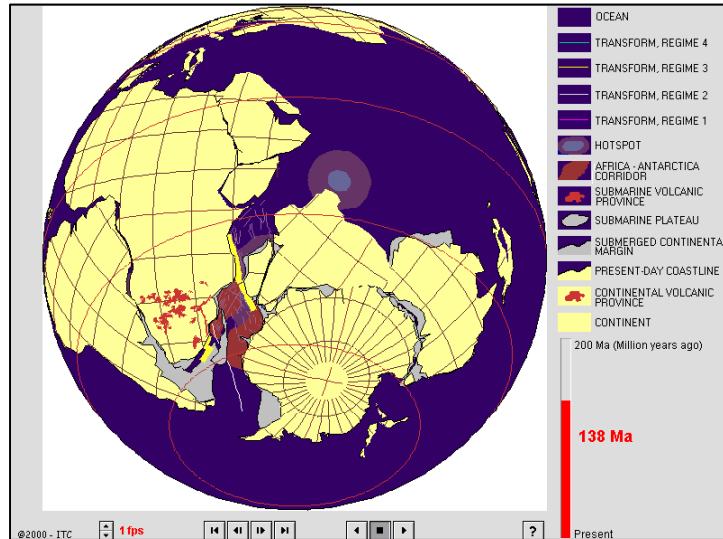 OCEAN
TRANSFORM, REGIME 4
TRANSFORM, REGIME 3
TRANSFORM, REGIME 2
TRANSFORM, REGIME 1
HOTSPOT
AFRICA - ANTARCTICA
CORRIDOR
SUBMARINE VOLCANIC
PROVINCE
SUBMARINE PLATEAU
SUBMERGED CONTINENTA
MARGIN
PRESENT-DAY COASTLINE
CONTINENTAL VOLCANIC
PROVINCE
CONTINENT
200 Ma (Million years ago)
138 Ma
Present
@2000 - ITC
1 fps
?